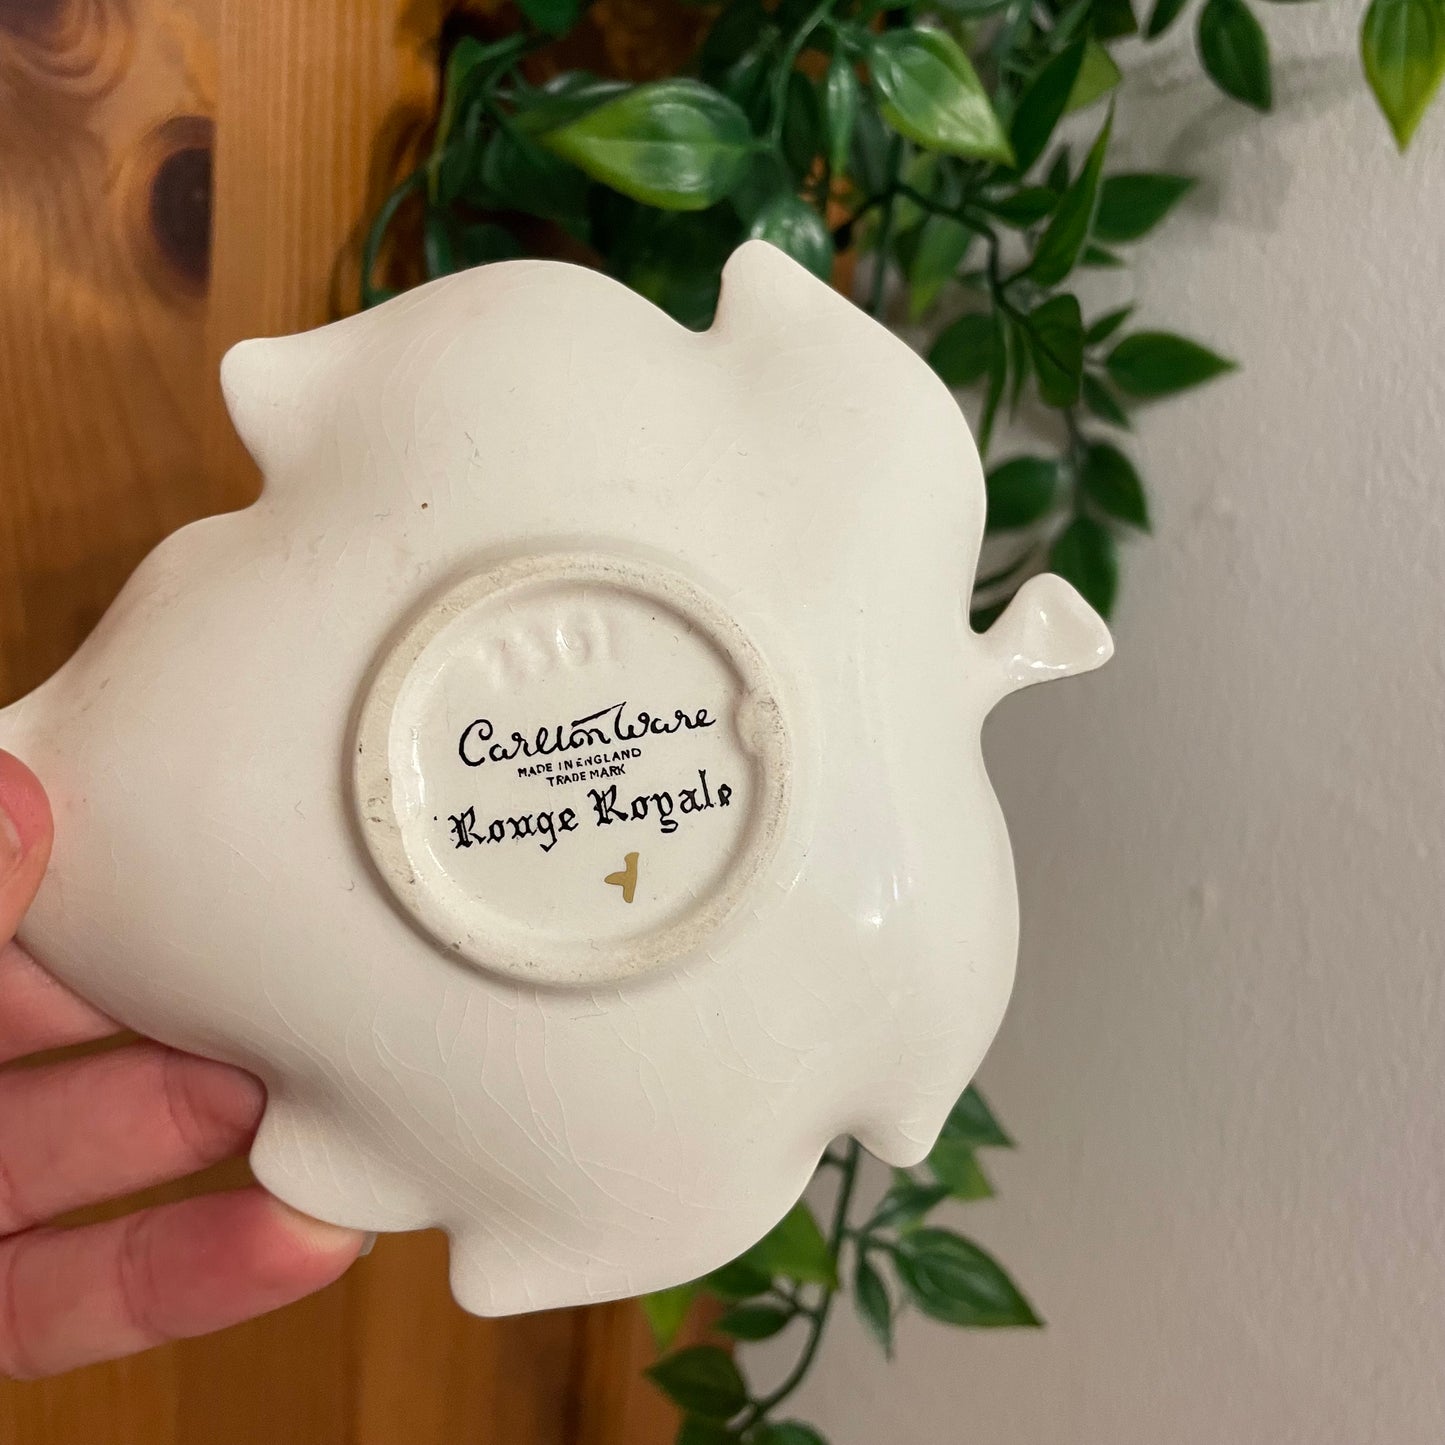 Carlton Ware
MADE IN ENGLAND
TRADE MARK
Rouge Royale